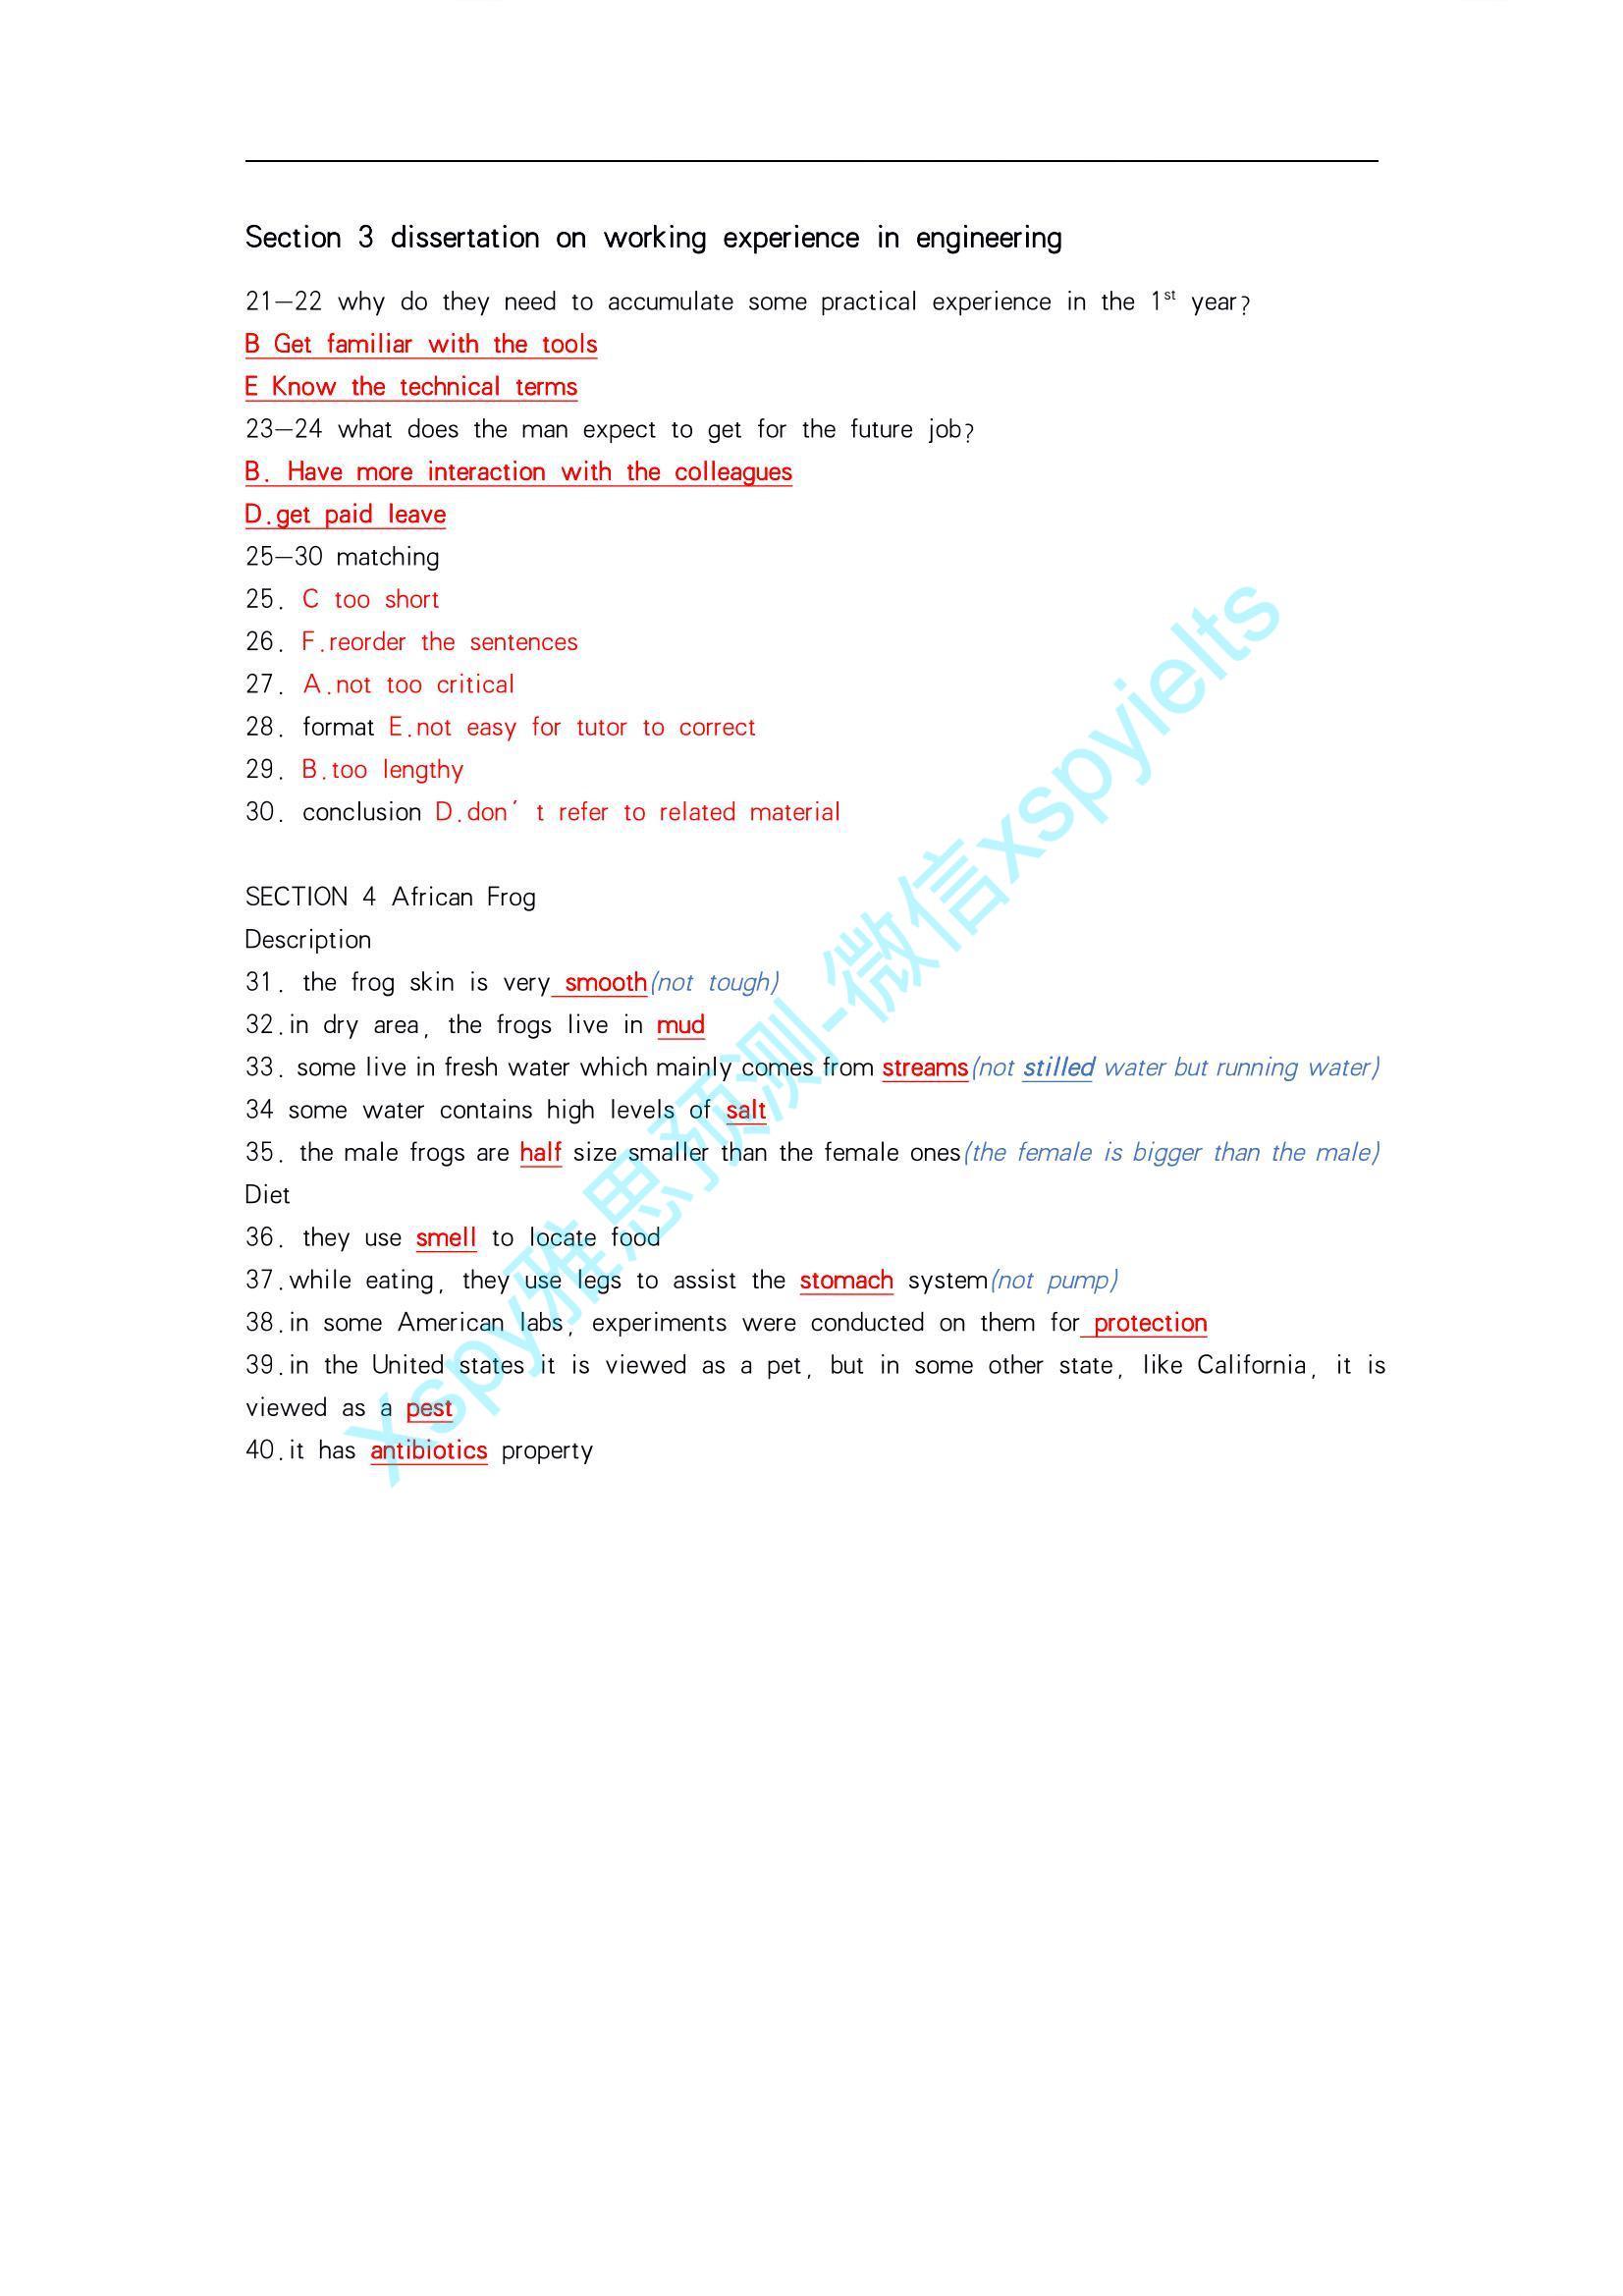 Section 3 dissertation on working experience in engineering
21—22 why do they need to accumulate some practical experience in the 1st year?
B Get familiar with the tools
E Know the technical terms
23—24 what does the man expect to get for the future job?
B. Have more interaction with the colleagues
D.get paid leave
25—30 matching
25. C too short
26. F.reorder the sentences
27. A.not too critical
28. format E.not easy for tutor to correct
29. B.too lengthy
30. conclusion D.don’ t refer to related material
SECTION 4 African Frog
Description
31. the frog skin is very smooth(not tough)
32.in dry area, the frogs live in mud
33. some live in fresh water which mainly comes from streams(not stilled water but running water)
34 some water contains high levels of salt
35. the male frogs are half size smaller than the female ones(the female is bigger than the male)
Diet
36. they use smell to locate food
37.while eating, they use legs to assist the stomach system(not pump)
38.in some American labs, experiments were conducted on them for protection
39.in the United states it is viewed as a pet, but in some other state, like California, it is
viewed as a pest
40.it has antibiotics property
Xspy雅思预测-微信xspyielts